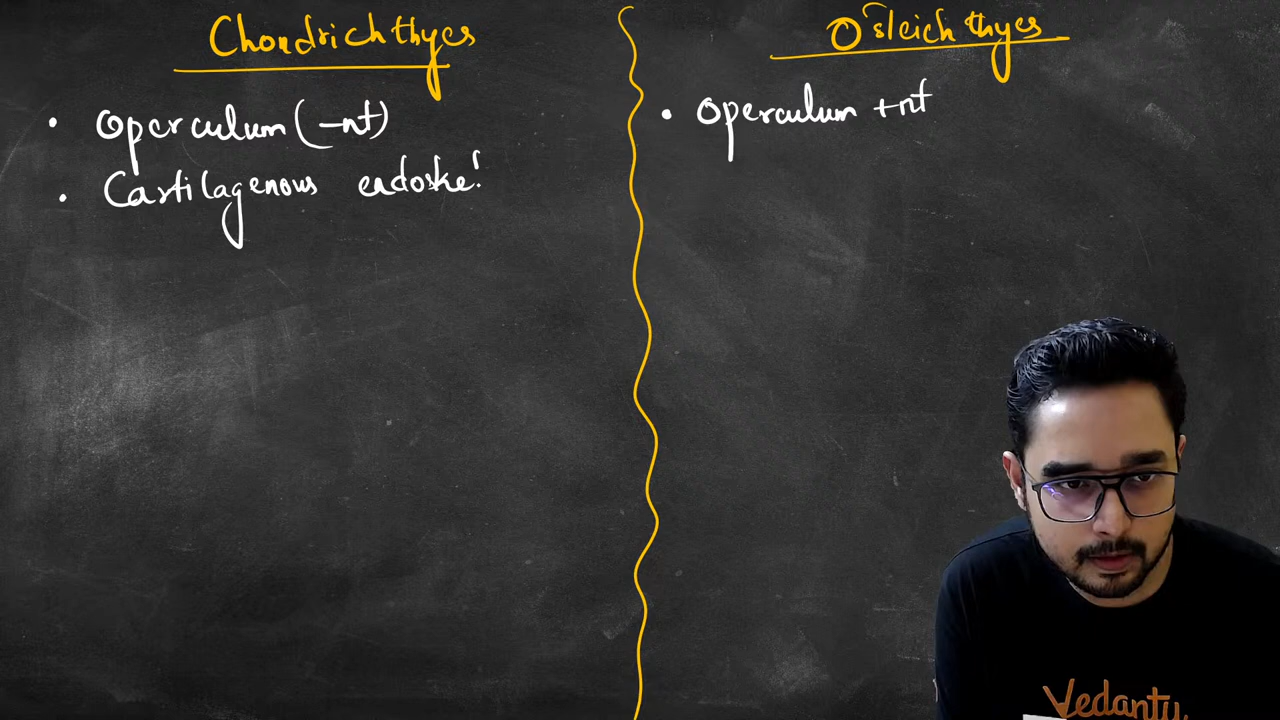 Chondrichthyes
• Operculum (-nt)
• Cartilagenous endoske!
Osteichthyes
• Operculum +nt
Vedantu